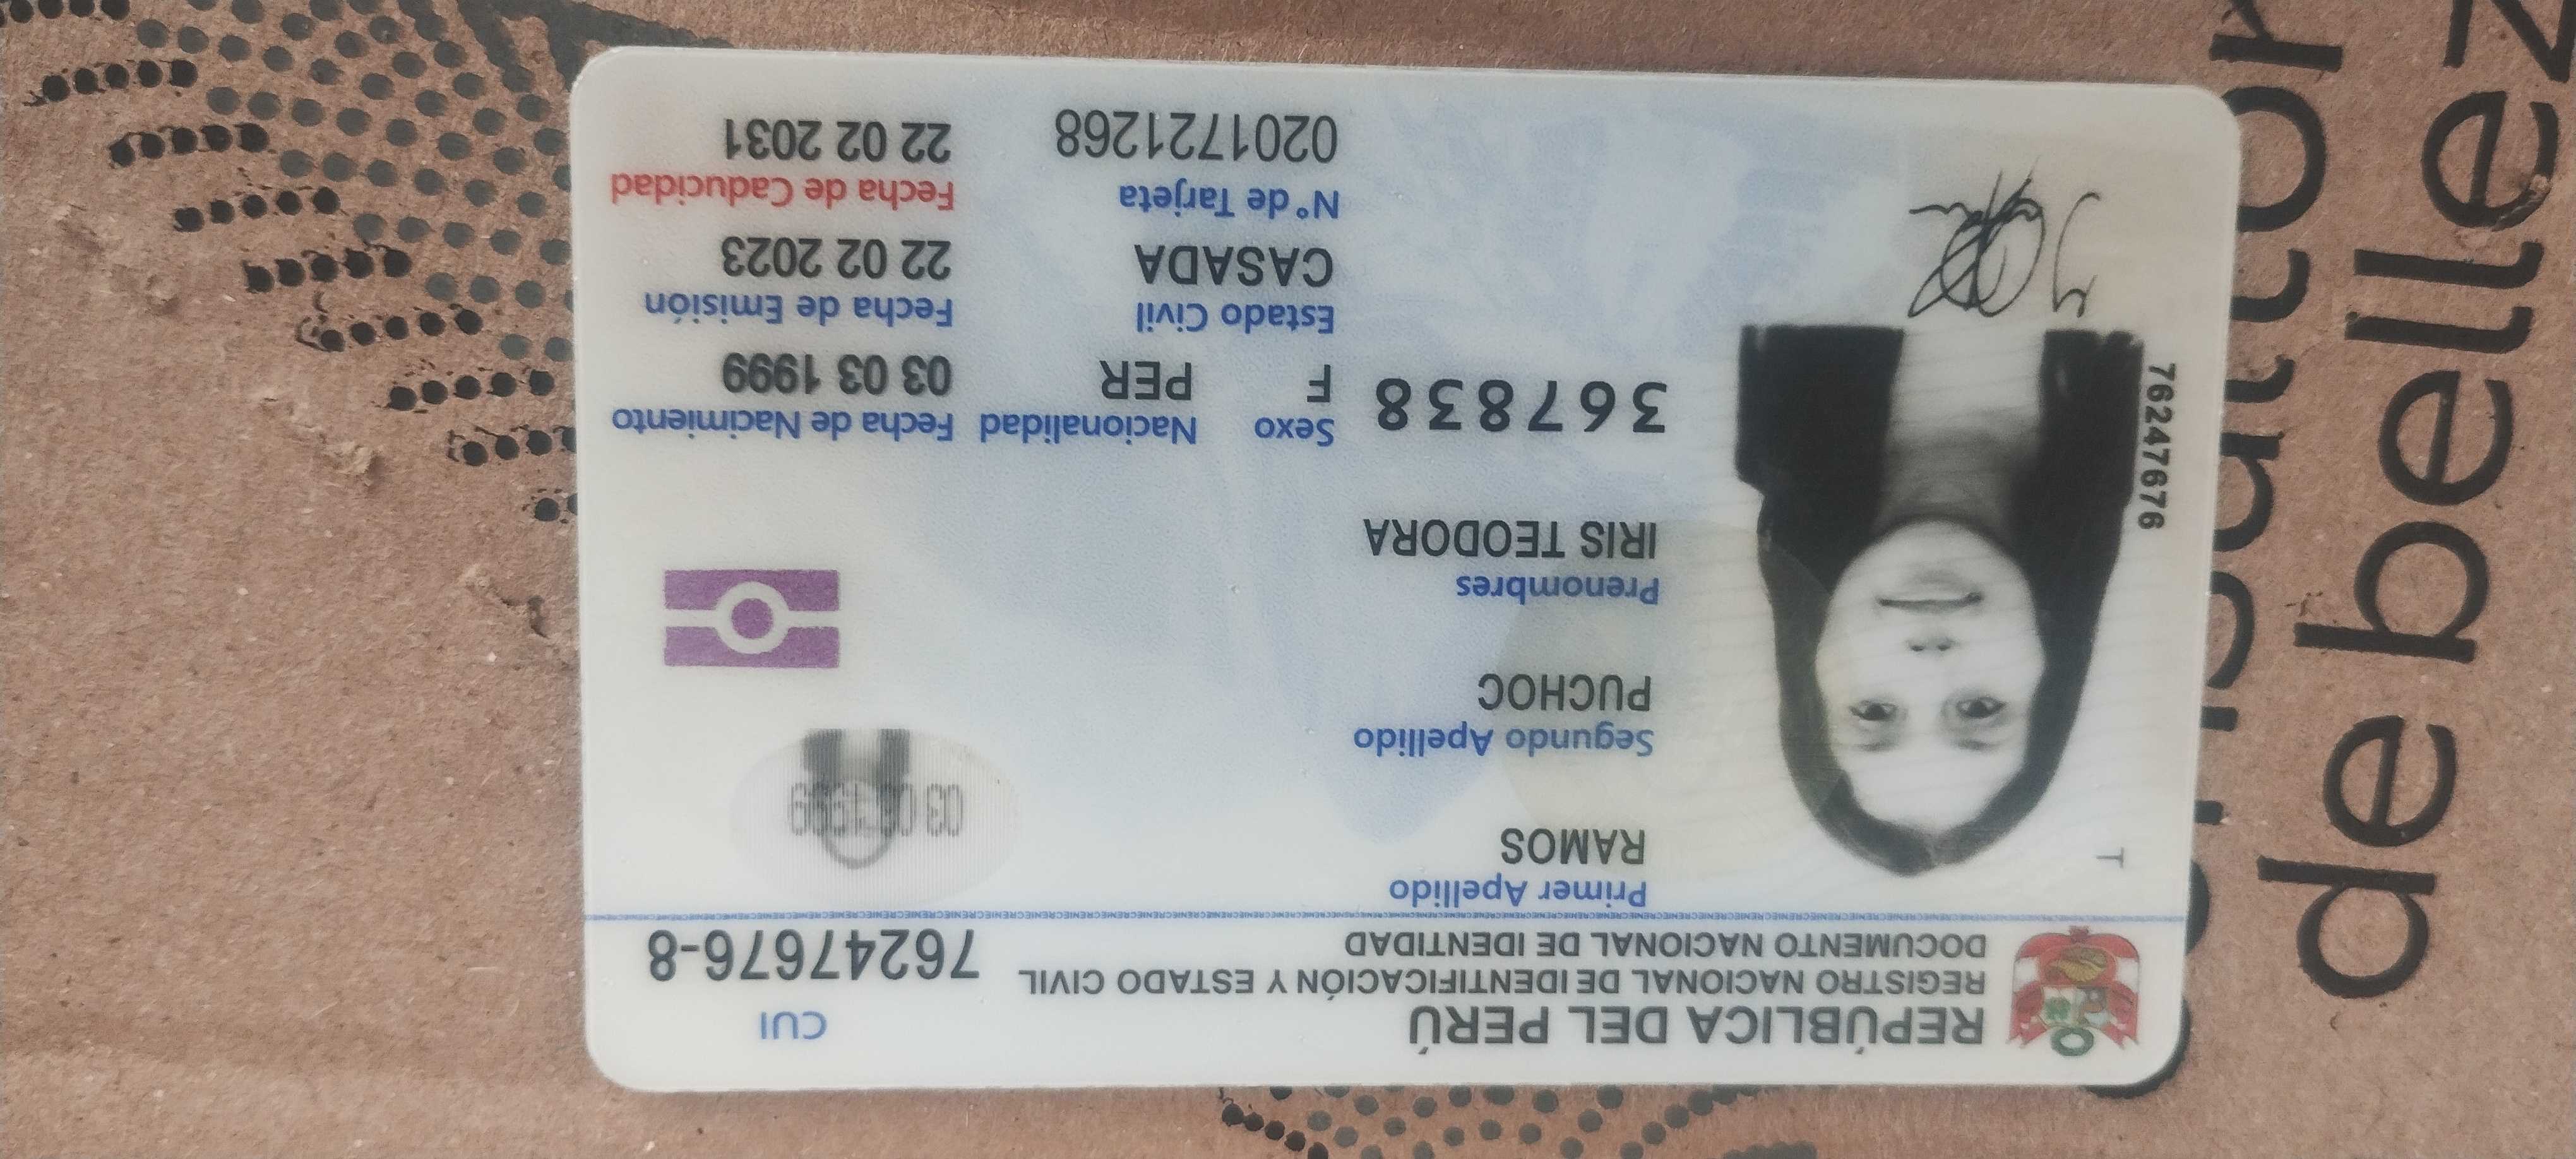 REPÚBLICA DEL PERÚ
REGISTRO NACIONAL DE IDENTIFICACIÓN Y ESTADO CIVIL
DOCUMENTO NACIONAL DE IDENTIDAD
CUI
76247676-8
T
Primer Apellido
RAMOS
Segundo Apellido
PUCHOC
Prenombres
IRIS TEODORA
76247676
367838
Sexo
F
Nacionalidad
PER
Fecha de Nacimiento
03 03 1999
Estado Civil
CASADA
Fecha de Emisión
22 02 2023
N° de Tarjeta
0201721268
Fecha de Caducidad
22 02 2031
de bellez